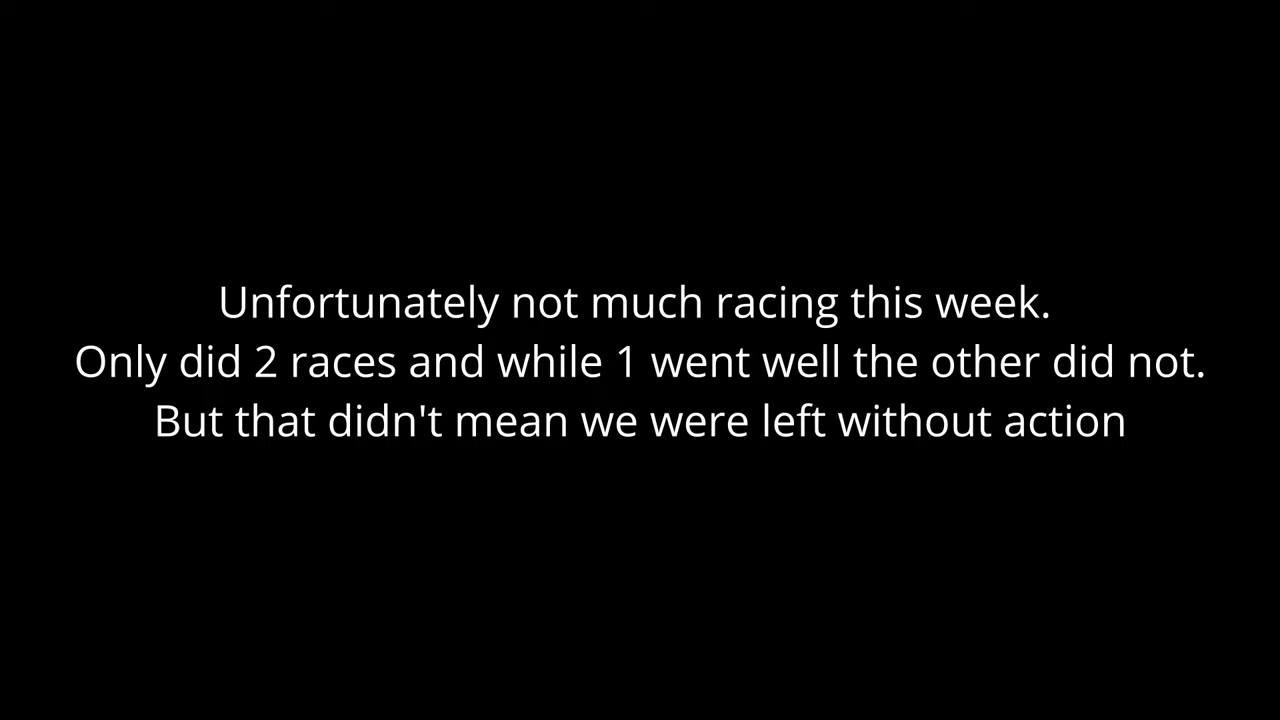 Unfortunately not much racing this week.
Only did 2 races and while 1 went well the other did not.
But that didn't mean we were left without action